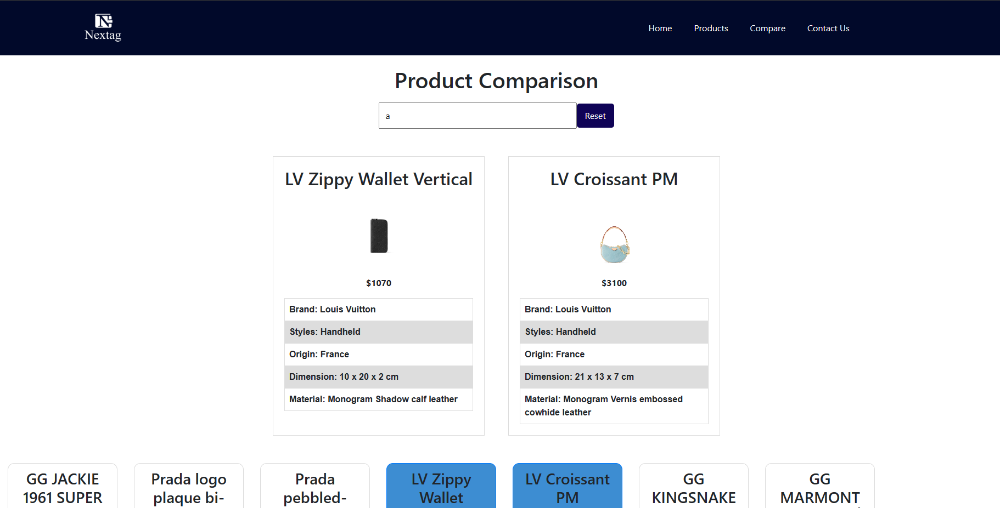 Nextag
Home Products Compare Contact Us
Product Comparison
a
Reset
LV Zippy Wallet Vertical
$1070
Brand: Louis Vuitton
Styles: Handheld
Origin: France
Dimension: 10 x 20 x 2 cm
Material: Monogram Shadow calf leather
LV Croissant PM
$3100
Brand: Louis Vuitton
Styles: Handheld
Origin: France
Dimension: 21 x 13 x 7 cm
Material: Monogram Vernis embossed
cowhide leather
GG JACKIE
1961 SUPER
Prada logo
plaque bi-
Prada
pebbled-
LV Zippy
Wallet
LV Croissant
PM
GG
KINGSNAKE
GG
MARMONT